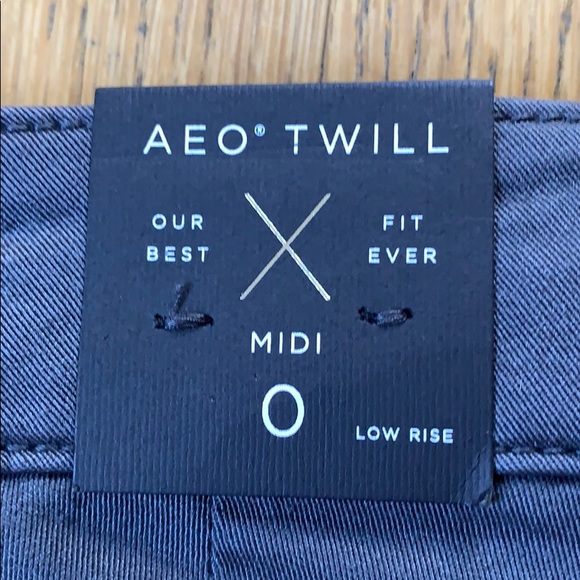 AEO® TWILL
OUR FIT
BEST EVER
MIDI
0
LOW RISE